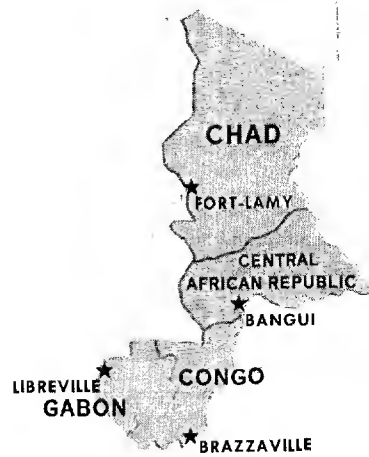 CHAD
FORT-LAMY
CENTRAL
AFRICAN REPUBLIC
BANGUI
LIBREVILLE
CONGO
GABON
BRAZZAVILLE